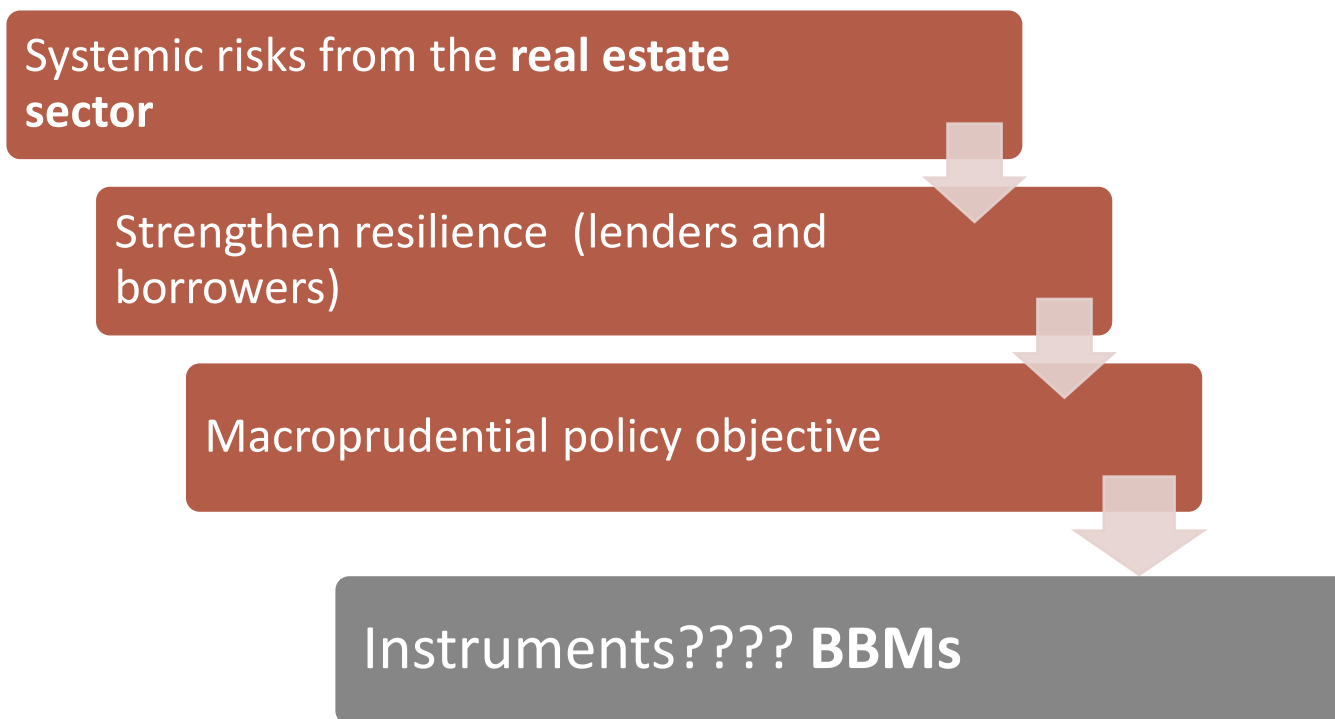 Systemic risks from the real estate
sector
Strengthen resilience  (lenders and
borrowers)
Macroprudential policy objective
Instruments???? BBMs